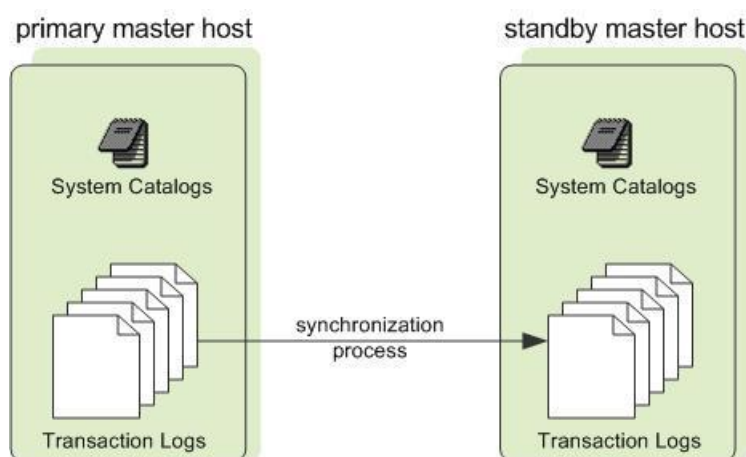 primary master host
standby master host
System Catalogs
System Catalogs
synchronization
process
Transaction Logs
Transaction Logs